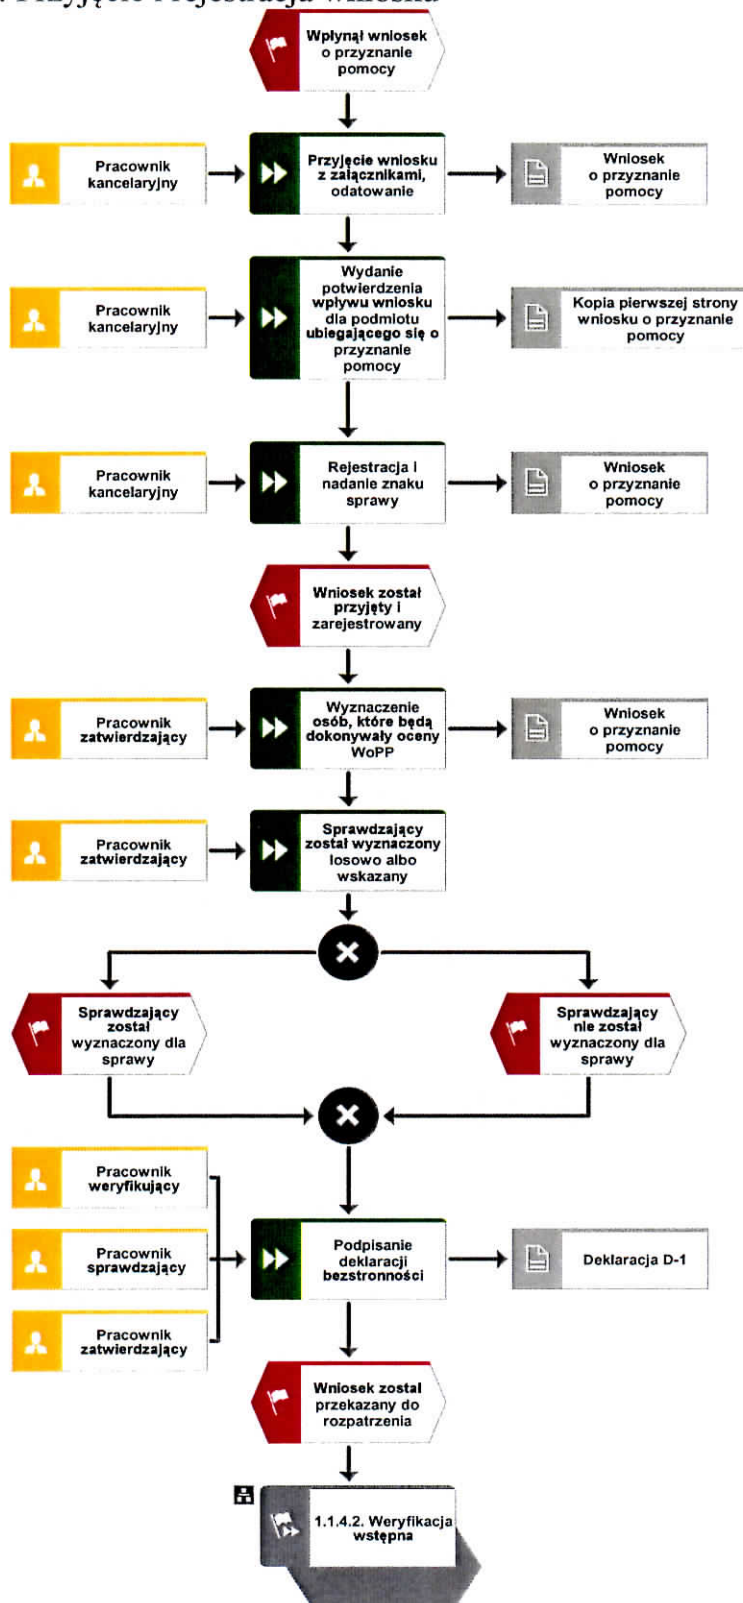 . Przyjęcie i rejestracja wniosku
Wpłynął wniosek
o przyznanie
pomocy
Pracownik
kancelaryjny
Przyjęcie wniosku
z załącznikami,
odatowanie
Wniosek
o przyznanie
pomocy
Pracownik
kancelaryjny
Wydanie
potwierdzenia
wpływu wniosku
dla podmiotu
ubiegającego się o
przyznanie
pomocy
Kopia pierwszej strony
wniosku o przyznanie
pomocy
Pracownik
kancelaryjny
Rejestracja i
nadanie znaku
sprawy
Wniosek
o przyznanie
pomocy
Wniosek został
przyjęty i
zarejestrowany
Pracownik
zatwierdzający
Wyznaczenie
osób, które będą
dokonywały oceny
WoPP
Wniosek
o przyznanie
pomocy
Pracownik
zatwierdzający
Sprawdzający
został wyznaczony
losowo albo
wskazany
Sprawdzający
został
wyznaczony dla
sprawy
Sprawdzający
nie został
wyznaczony dla
sprawy
Pracownik
weryfikujący
Pracownik
sprawdzający
Pracownik
zatwierdzający
Podpisanie
deklaracji
bezstronności
Deklaracja D-1
Wniosek został
przekazany do
rozpatrzenia
1.1.4.2. Weryfikacja
wstępna